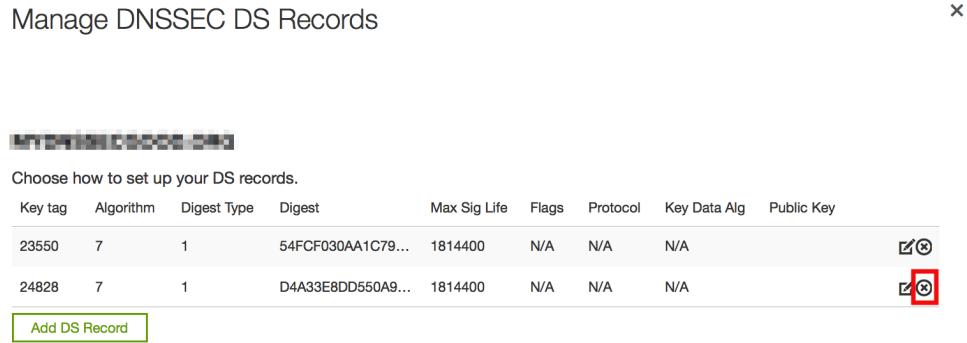 Manage DNSSEC DS Records
Choose how to set up your DS records.
Key tag Algorithm Digest Type Digest Max Sig Life Flags Protocol Key Data Alg Public Key
23550 7 1 54FCF030AA1C79... 1814400 N/A N/A N/A
24828 7 1 D4A33E8DD550A9... 1814400 N/A N/A N/A
Add DS Record